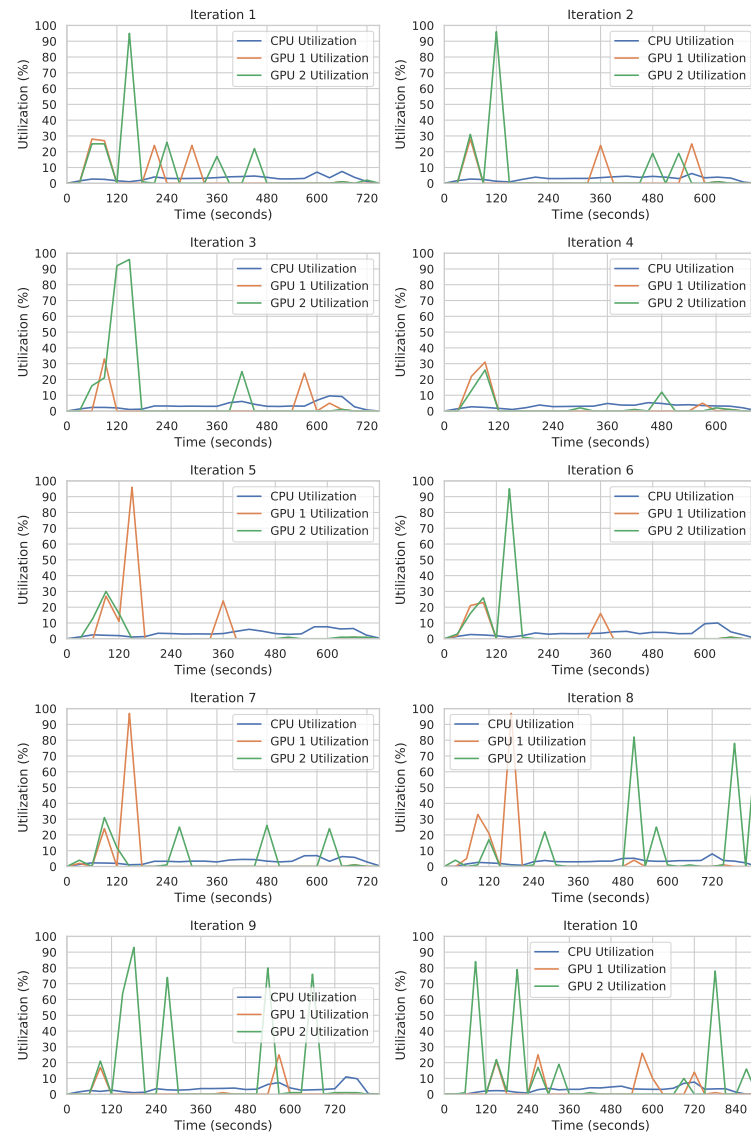 Iteration 1
Utilization (%)
100
90
80
70
60
50
40
30
20
10
0
CPU Utilization
GPU 1 Utilization
GPU 2 Utilization
0 120 240 360 480 600 720
Time (seconds)
Iteration 2
Utilization (%)
100
90
80
70
60
50
40
30
20
10
0
CPU Utilization
GPU 1 Utilization
GPU 2 Utilization
0 120 240 360 480 600
Time (seconds)
Iteration 3
Utilization (%)
100
90
80
70
60
50
40
30
20
10
0
CPU Utilization
GPU 1 Utilization
GPU 2 Utilization
0 120 240 360 480 600 720
Time (seconds)
Iteration 4
Utilization (%)
100
90
80
70
60
50
40
30
20
10
0
CPU Utilization
GPU 1 Utilization
GPU 2 Utilization
0 120 240 360 480 600
Time (seconds)
Iteration 5
Utilization (%)
100
90
80
70
60
50
40
30
20
10
0
CPU Utilization
GPU 1 Utilization
GPU 2 Utilization
0 120 240 360 480 600
Time (seconds)
Iteration 6
Utilization (%)
100
90
80
70
60
50
40
30
20
10
0
CPU Utilization
GPU 1 Utilization
GPU 2 Utilization
0 120 240 360 480 600
Time (seconds)
Iteration 7
Utilization (%)
100
90
80
70
60
50
40
30
20
10
0
CPU Utilization
GPU 1 Utilization
GPU 2 Utilization
0 120 240 360 480 600 720
Time (seconds)
Iteration 8
Utilization (%)
100
90
80
70
60
50
40
30
20
10
0
CPU Utilization
GPU 1 Utilization
GPU 2 Utilization
0 120 240 360 480 600 720
Time (seconds)
Iteration 9
Utilization (%)
100
90
80
70
60
50
40
30
20
10
0
CPU Utilization
GPU 1 Utilization
GPU 2 Utilization
0 120 240 360 480 600 720
Time (seconds)
Iteration 10
Utilization (%)
100
90
80
70
60
50
40
30
20
10
0
CPU Utilization
GPU 1 Utilization
GPU 2 Utilization
0 120 240 360 480 600 720 840
Time (seconds)